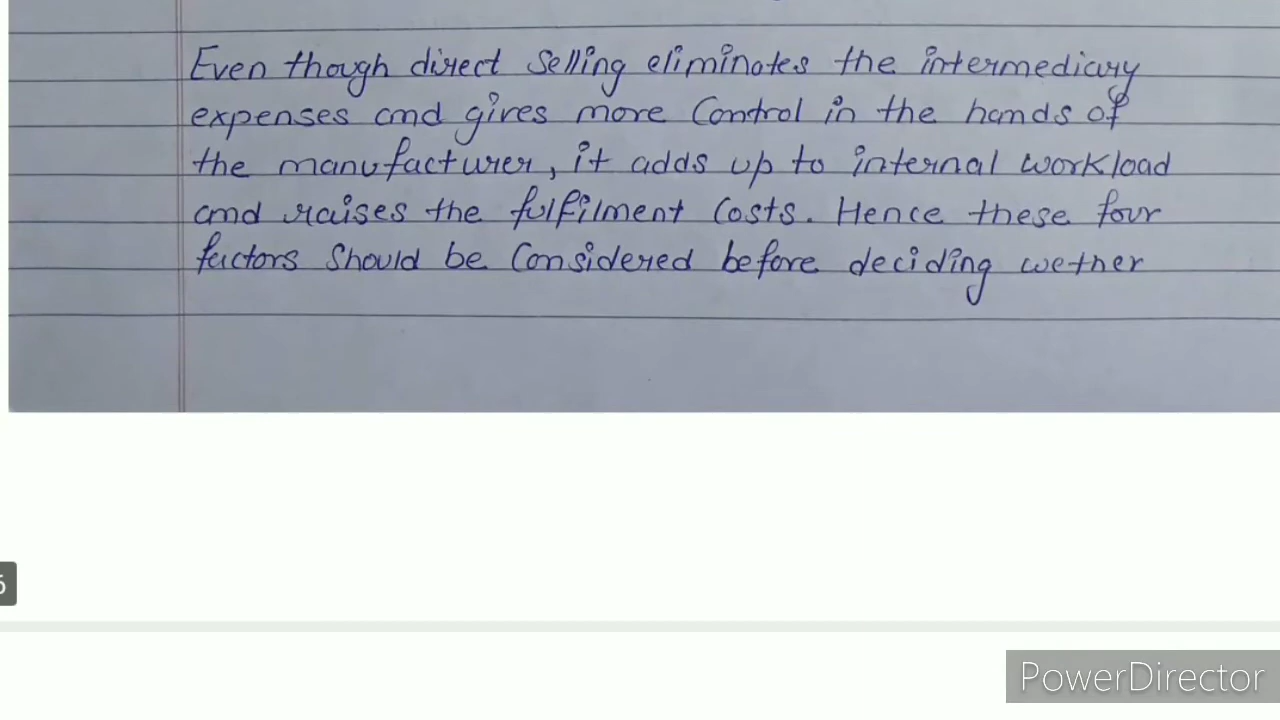 Even though direct selling eliminates the intermediary
expenses and gives more Control in the hands of
the manufacturer, it adds up to internal workload
and raises the fulfilment Costs. Hence these four
factors Should be Considered before deciding wether
6
PowerDirector